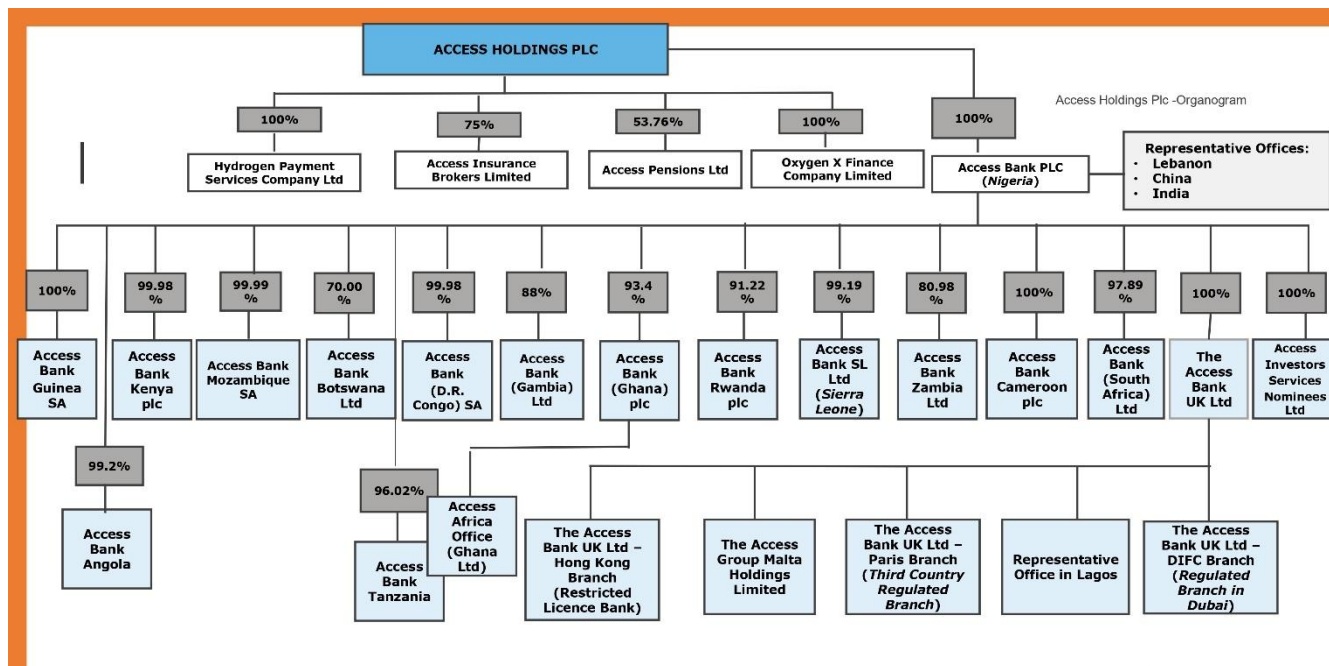 ACCESS HOLDINGS PLC
Access Holdings Plc -Organogram
100%
75%
53.76%
100%
100%
Hydrogen Payment
Services Company Ltd
Access Insurance
Brokers Limited
Access Pensions Ltd
Oxygen X Finance
Company Limited
Access Bank PLC
(Nigeria)
Representative Offices:
• Lebanon
• China
• India
100%
99.98
%
99.99
%
70.00
%
99.98
%
88%
93.4
%
91.22
%
99.19
%
80.98
%
100%
97.89
%
100%
100%
Access
Bank
Guinea
SA
Access
Bank
Kenya
plc
Access Bank
Mozambique
SA
Access
Bank
Botswana
Ltd
Access
Bank
(D.R.
Congo) SA
Access
Bank
(Gambia)
Ltd
Access
Bank
(Ghana)
plc
Access
Bank
Rwanda
plc
Access
Bank SL
Ltd
(Sierra
Leone)
Access
Bank
Zambia
Ltd
Access
Bank
Cameroon
plc
Access
Bank
(South
Africa) Ltd
The
Access
Bank
UK Ltd
Access
Investors
Services
Nominees
Ltd
99.2%
Access
Bank
Angola
96.02%
Access
Bank
Tanzania
Access
Africa
Office
(Ghana
Ltd)
The Access
Bank UK Ltd –
Hong Kong
Branch
(Restricted
Licence Bank)
The Access
Group Malta
Holdings
Limited
The Access
Bank UK Ltd –
Paris Branch
(Third Country
Regulated
Branch)
Representative
Office in Lagos
The Access
Bank UK Ltd –
DIFC Branch
(Regulated
Branch in
Dubai)